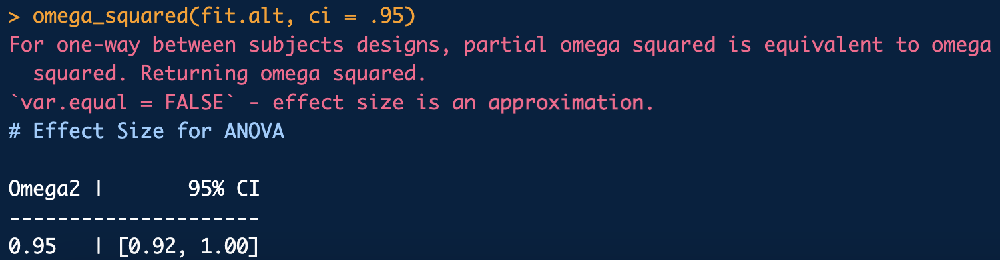 > omega_squared(fit.alt, ci = .95)
For one-way between subjects designs, partial omega squared is equivalent to omega
  squared. Returning omega squared.
`var.equal = FALSE` - effect size is an approximation.
# Effect Size for ANOVA

Omega2 |       95% CI
---------------------
0.95   | [0.92, 1.00]